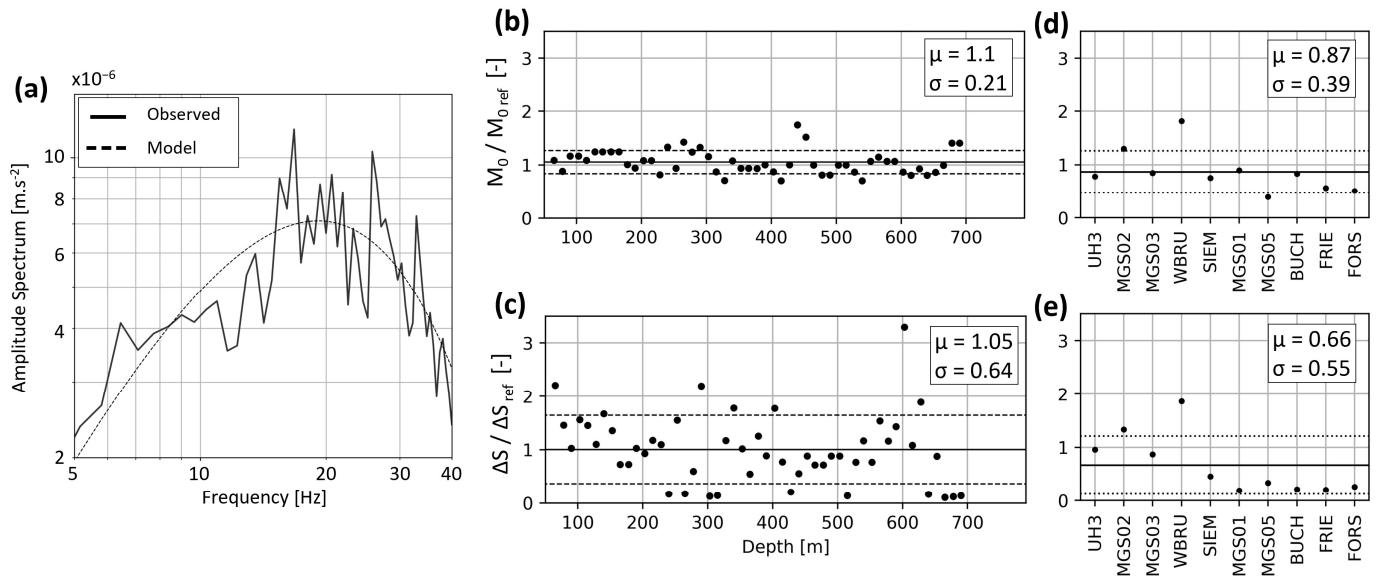 (a)
x10⁻⁶
Observed
Model
10
8
6
4
2
Amplitude Spectrum [m.s⁻²]
5
10
20
30
40
Frequency [Hz]
(b)
3
2
1
0
M₀ / M₀ ref [-]
μ = 1.1
σ = 0.21
100 200 300 400 500 600 700
(c)
3
2
1
0
ΔS / ΔS ref [-]
μ = 1.05
σ = 0.64
100 200 300 400 500 600 700
Depth [m]
(d)
3
2
1
0
μ = 0.87
σ = 0.39
UH3
MGS02
MGS03
WBRU
SIEM
MGS01
MGS05
BUCH
FRIE
FORS
(e)
3
2
1
0
μ = 0.66
σ = 0.55
UH3
MGS02
MGS03
WBRU
SIEM
MGS01
MGS05
BUCH
FRIE
FORS